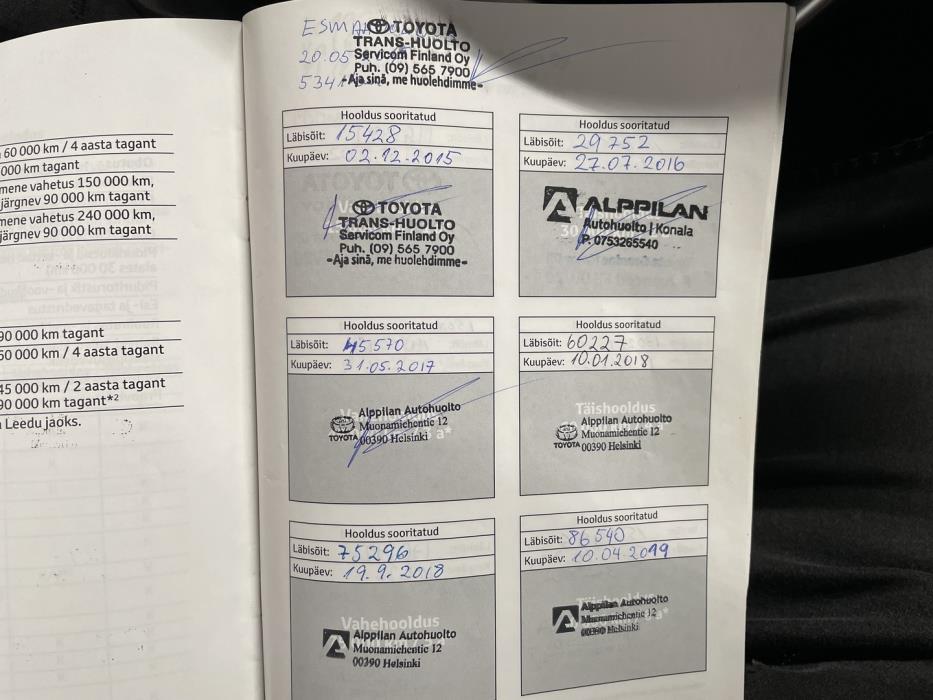 60 000 km / 4 aasta tagant
000 km tagant
mene vahetus 150 000 km,
järgnev 90 000 km tagant
mene vahetus 240 000 km,
järgnev 90 000 km tagant
90 000 km tagant
60 000 km / 4 aasta tagant
45 000 km / 2 aasta tagant
90 000 km tagant*2
Leedu jaoks.
TOYOTA
TRANS-HUOLTO
20.05 Servicom Finland Oy
Puh. (09) 565 7900
534 -Aja sinä, me huolehdimme-
Hooldus sooritatud
Läbisõit: 15428
Kuupäev: 02.12.2015
TOYOTA
TRANS-HUOLTO
Servicom Finland Oy
Puh. (09) 565 7900
-Aja sinä, me huolehdimme-
Hooldus sooritatud
Läbisõit: 29752
Kuupäev: 27.07.2016
ALPPILAN
Autohuolto | Konala
P. 0753265540
Hooldus sooritatud
Läbisõit: 45570
Kuupäev: 31.05.2017
Alppilan Autohuolto
Muonamiehentie 12
TOYOTA 00390 Helsinki
Hooldus sooritatud
Läbisõit: 60227
Kuupäev: 10.01.2018
Täishooldus
Alppilan Autohuolto
Muonamiehentie 12
TOYOTA 00390 Helsinki
Hooldus sooritatud
Läbisõit: 75296
Kuupäev: 19.9.2018
Vahehooldus
Alppilan Autohuolto
Muonamiehentie 12
00390 Helsinki
Hooldus sooritatud
Läbisõit: 86540
Kuupäev: 10.04.2019
Alppilan Autohuolto
Muonamiehentie 12
00390 Helsinki